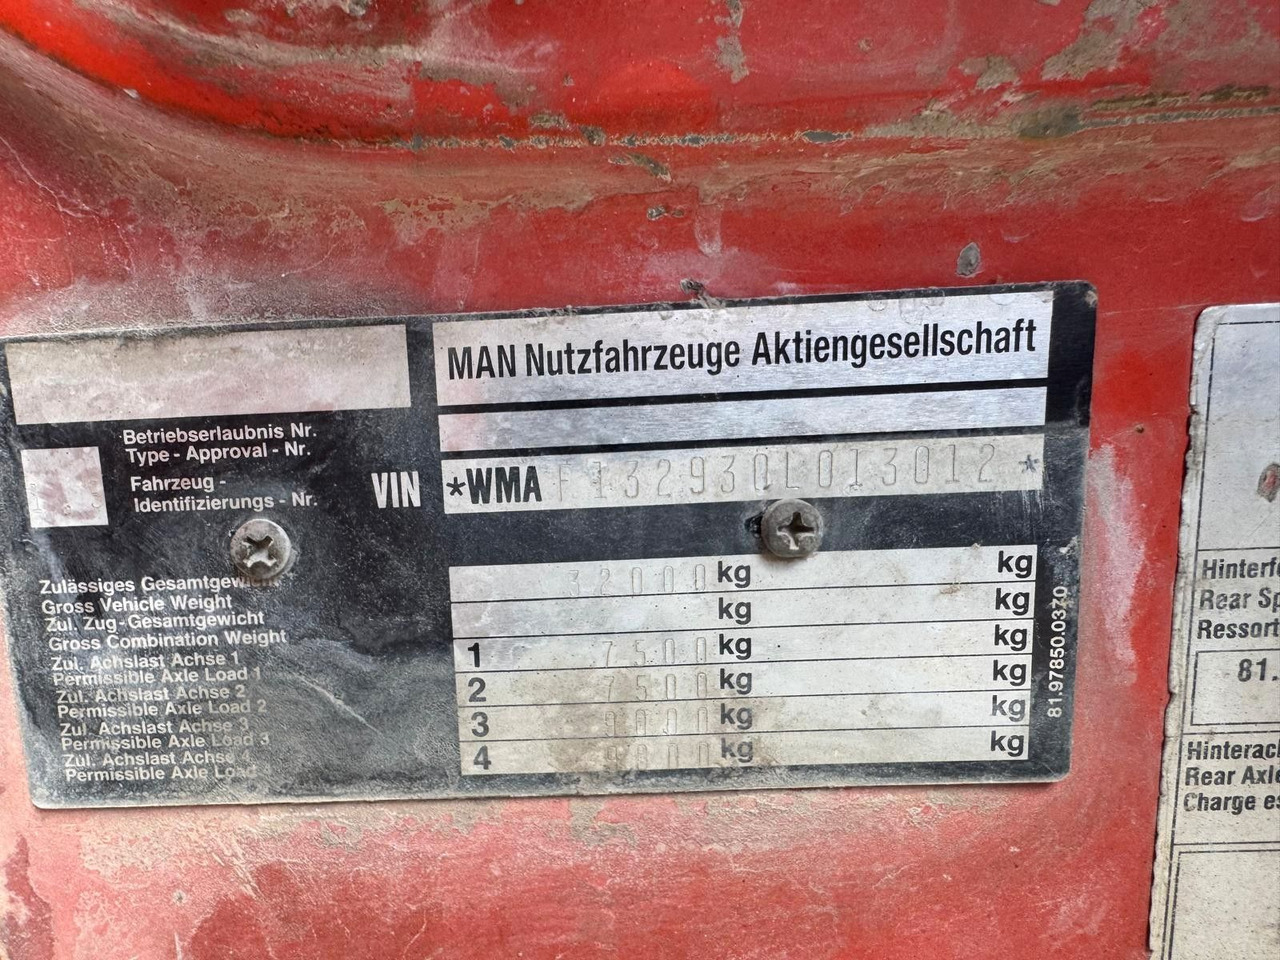 MAN Nutzfahrzeuge Aktiengesellschaft
Betriebserlaubnis Nr.
Type - Approval - Nr.
Fahrzeug -
Identifizierungs - Nr.
VIN *WMAF132930L0I3012*
Zulässiges Gesamtgewicht 32000 kg kg
Gross Vehicle Weight
Zul. Zug-Gesamtgewicht kg kg
Gross Combination Weight
Zul. Achslast Achse 1 1 7500 kg kg
Permissible Axle Load 1
Zul. Achslast Achse 2 2 7500 kg kg
Permissible Axle Load 2
Zul. Achslast Achse 3 3 9000 kg kg
Permissible Axle Load 3
Zul. Achslast Achse 4 4 9000 kg kg
Permissible Axle Load 4
81.97850.0370
Hinterf
Rear Sp
Ressort
81.
Hinterac
Rear Axle
Charge es